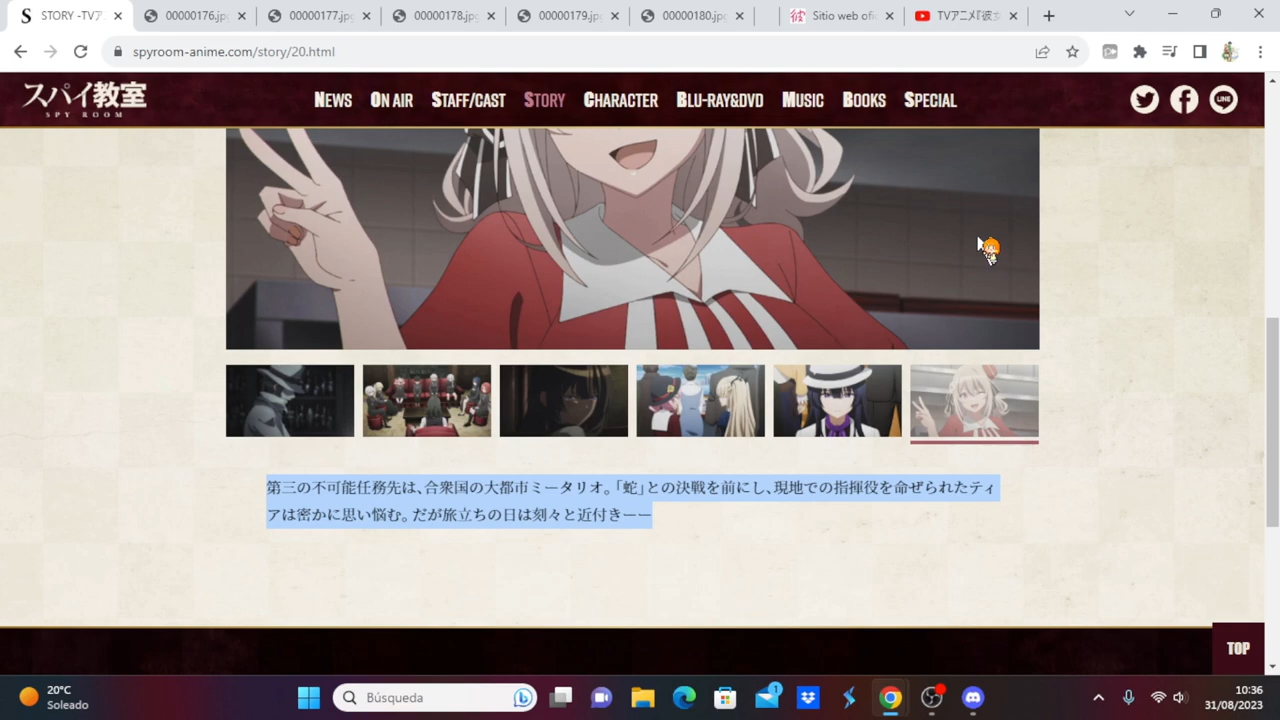 STORY -TVア
00000176.jpg
00000177.jpg
00000178.jpg
00000179.jpg
00000180.jpg
Sitio web ofi
TVアニメ『彼女
spyroom-anime.com/story/20.html
スパイ教室
SPY ROOM
NEWS
ON AIR
STAFF/CAST
STORY
CHARACTER
BLU-RAY&DVD
MUSIC
BOOKS
SPECIAL
LINE
第三の不可能任務先は、合衆国の大都市ミータリオ。「蛇」との決戦を前にし、現地での指揮役を命ぜられたティ
アは密かに思い悩む。だが旅立ちの日は刻々と近付きーー
TOP
20°C
Soleado
Búsqueda
1
10:36
31/08/2023